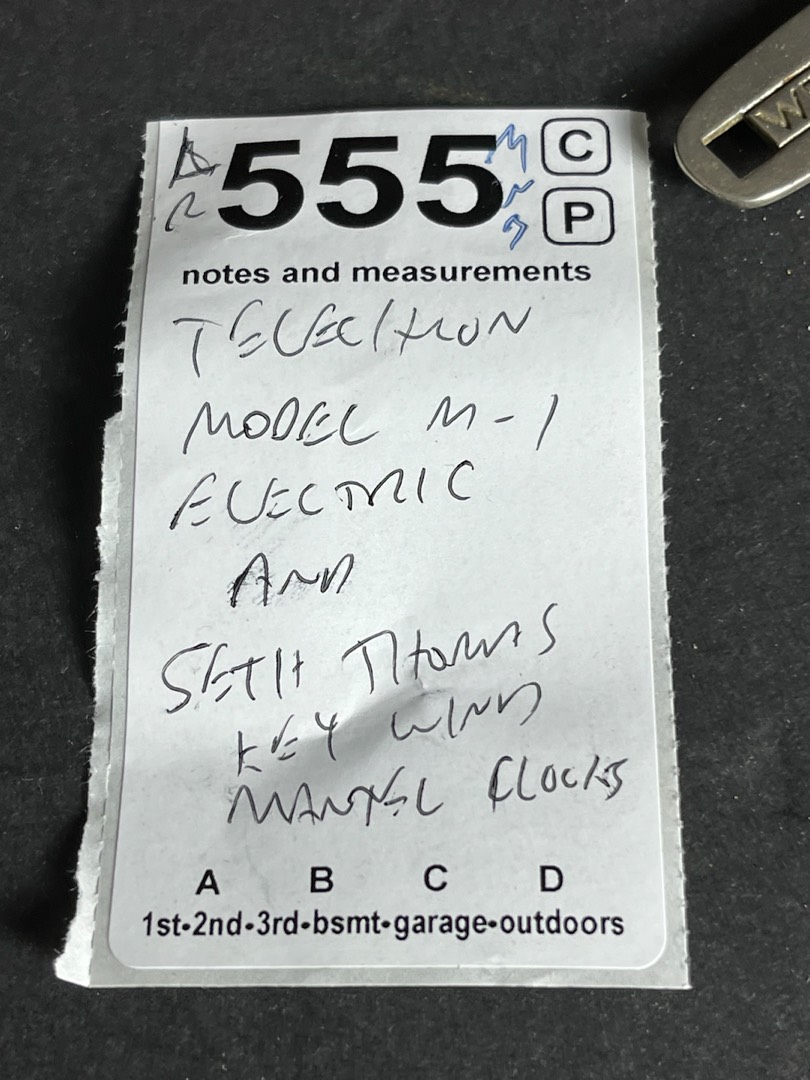 555
C
P
notes and measurements
TELECHRON
MODEL M-1
ELECTRIC
AND
SETH THOMAS
KEY WIND
MANTEL CLOCKS
A B C D
1st•2nd•3rd•bsmt•garage•outdoors